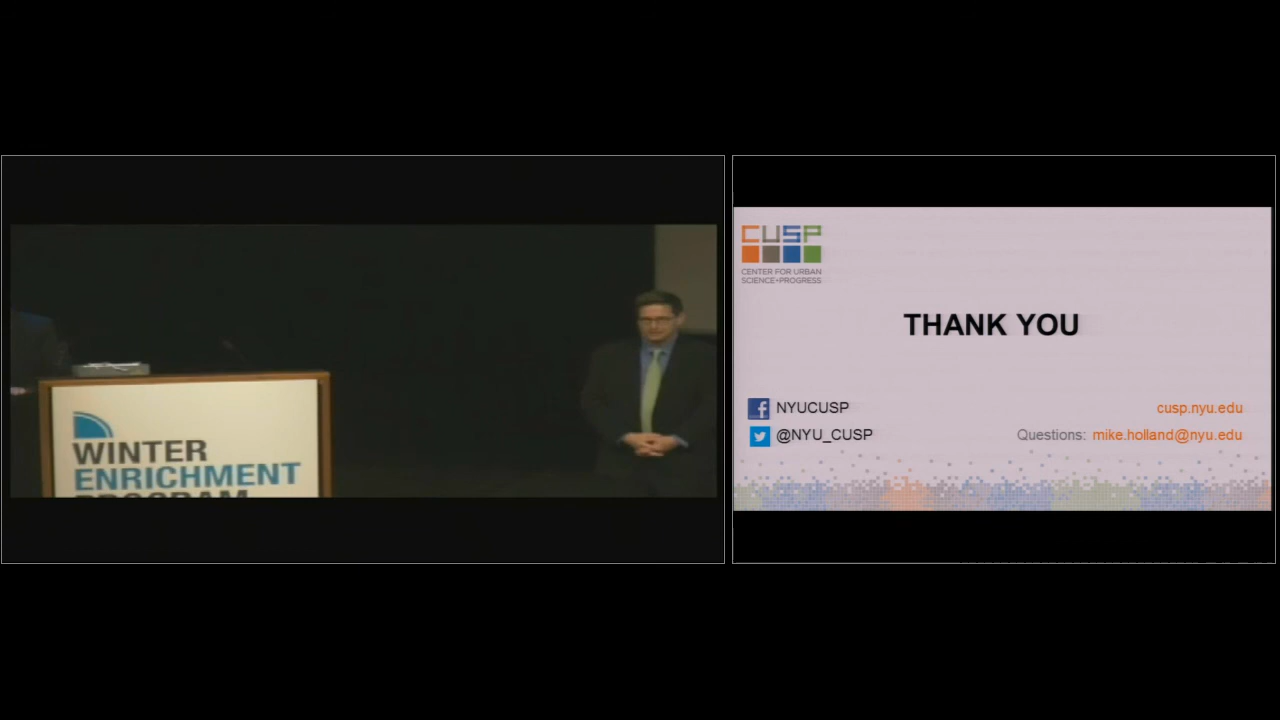 WINTER
ENRICHMENT
PROGRAM
CUSP
CENTER FOR URBAN
SCIENCE+PROGRESS
THANK YOU
NYUCUSP
cusp.nyu.edu
@NYU_CUSP
Questions: mike.holland@nyu.edu